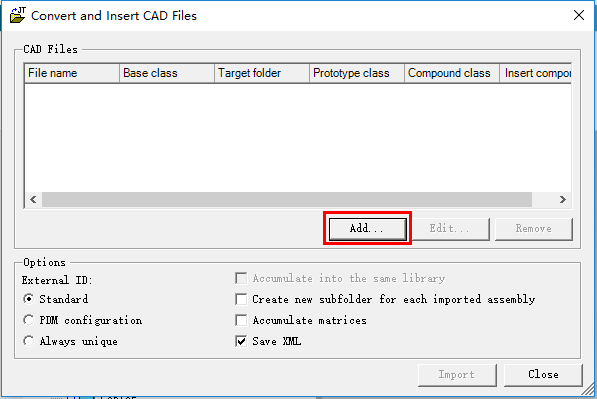 Convert and Insert CAD Files
CAD Files
File name Base class Target folder Prototype class Compound class Insert compor
Add... Edit... Remove
Options
External ID:
Standard
PDM configuration
Always unique
Accumulate into the same library
Create new subfolder for each imported assembly
Accumulate matrices
Save XML
Import Close